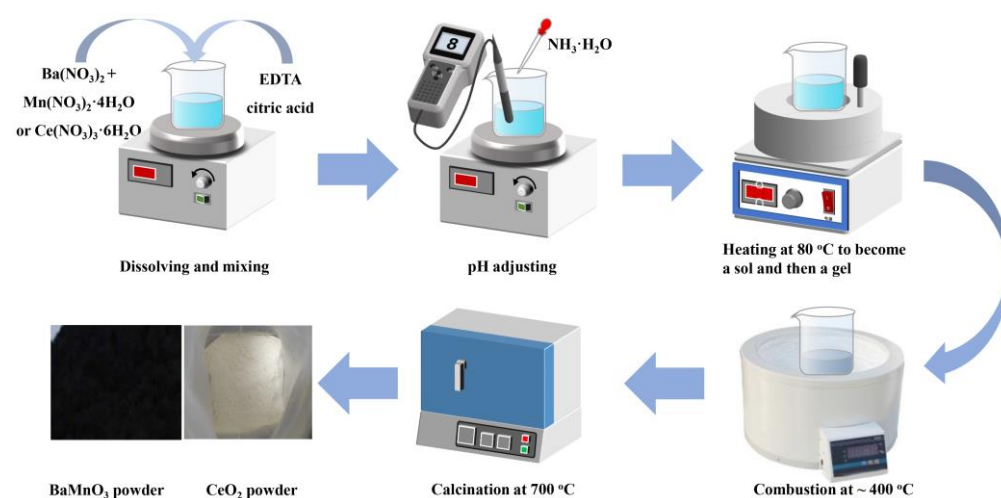 Ba(NO₃)₂ +
Mn(NO₃)₂·4H₂O
or Ce(NO₃)₃·6H₂O
EDTA
citric acid
Dissolving and mixing
8
NH₃·H₂O
pH adjusting
Heating at 80 °C to become
a sol and then a gel
Combustion at ~ 400 °C
Calcination at 700 °C
BaMnO₃ powder
CeO₂ powder